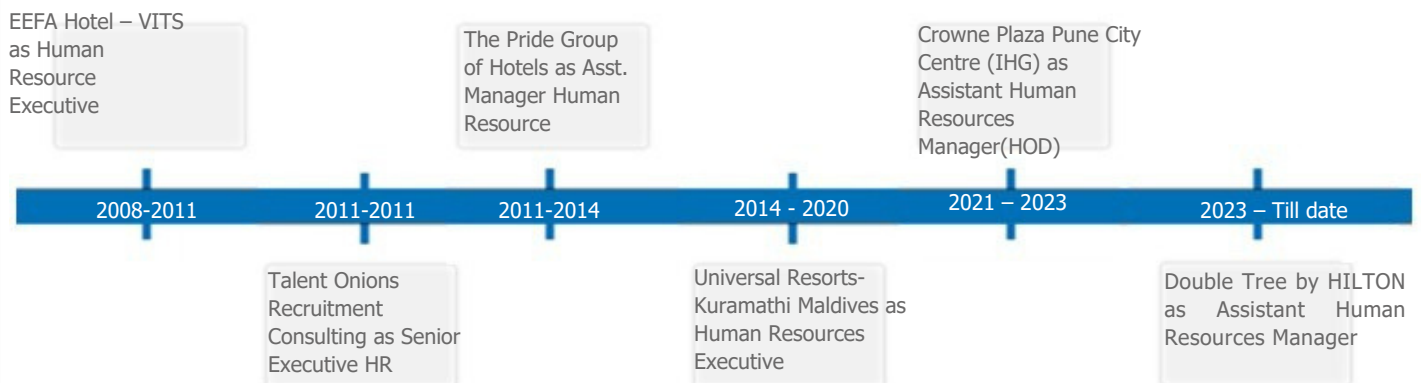 EEFA Hotel – VITS
as Human
Resource
Executive
The Pride Group
of Hotels as Asst.
Manager Human
Resource
Crowne Plaza Pune City
Centre (IHG) as
Assistant Human
Resources
Manager(HOD)
2008-2011
2011-2011
2011-2014
2014 - 2020
2021 – 2023
2023 – Till date
Talent Onions
Recruitment
Consulting as Senior
Executive HR
Universal Resorts-
Kuramathi Maldives as
Human Resources
Executive
Double Tree by HILTON
as Assistant Human
Resources Manager